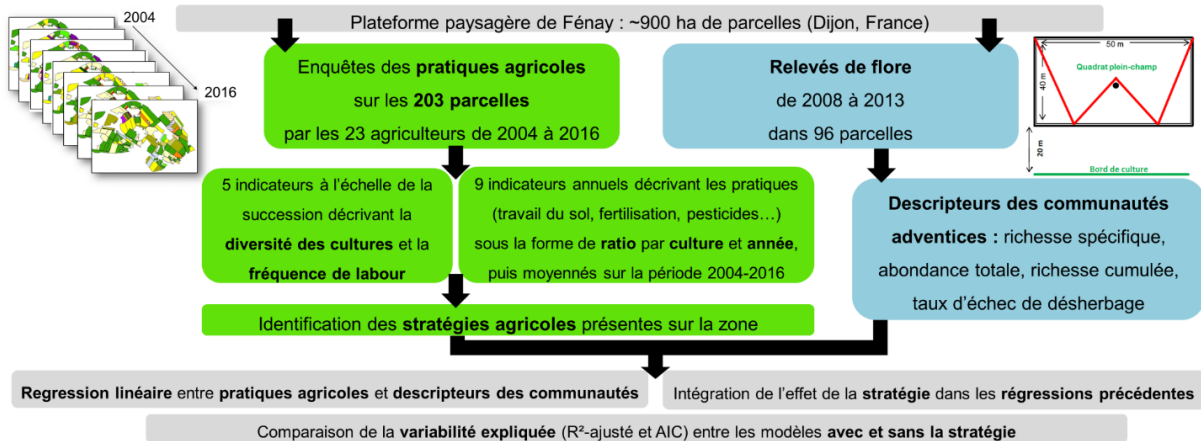 2004
2016
Plateforme paysagère de Fénay : ~900 ha de parcelles (Dijon, France)
Enquêtes des pratiques agricoles
sur les 203 parcelles
par les 23 agriculteurs de 2004 à 2016
Relevés de flore
de 2008 à 2013
dans 96 parcelles
50 m
40 m
Quadrat plein-champ
20 m
Bord de culture
5 indicateurs à l'échelle de la
succession décrivant la
diversité des cultures et la
fréquence de labour
9 indicateurs annuels décrivant les pratiques
(travail du sol, fertilisation, pesticides…)
sous la forme de ratio par culture et année,
puis moyennés sur la période 2004-2016
Descripteurs des communautés
adventices : richesse spécifique,
abondance totale, richesse cumulée,
taux d'échec de désherbage
Identification des stratégies agricoles présentes sur la zone
Regression linéaire entre pratiques agricoles et descripteurs des communautés
Intégration de l'effet de la stratégie dans les régressions précédentes
Comparaison de la variabilité expliquée (R²-ajusté et AIC) entre les modèles avec et sans la stratégie